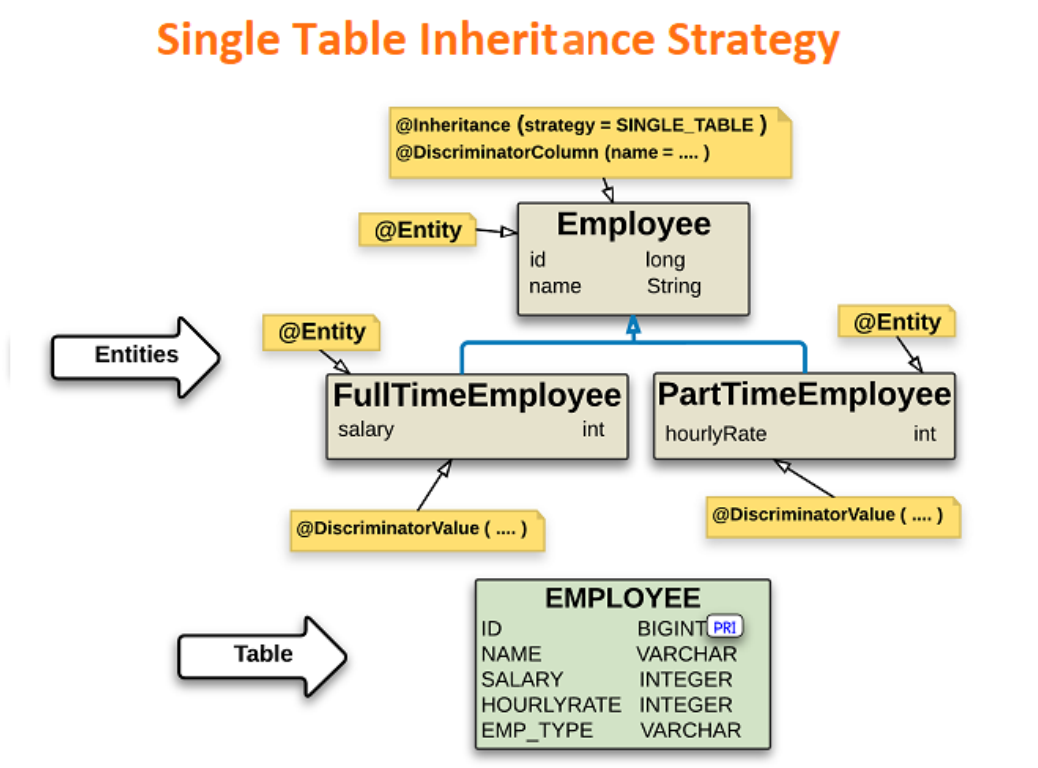 Single Table Inheritance Strategy
@Inheritance (strategy = SINGLE_TABLE )
@DiscriminatorColumn (name = .... )
@Entity
Employee
id long
name String
Entities
@Entity
@Entity
FullTimeEmployee
salary int
PartTimeEmployee
hourlyRate int
@DiscriminatorValue ( .... )
@DiscriminatorValue ( .... )
Table
EMPLOYEE
ID BIGINT PRI
NAME VARCHAR
SALARY INTEGER
HOURLYRATE INTEGER
EMP_TYPE VARCHAR